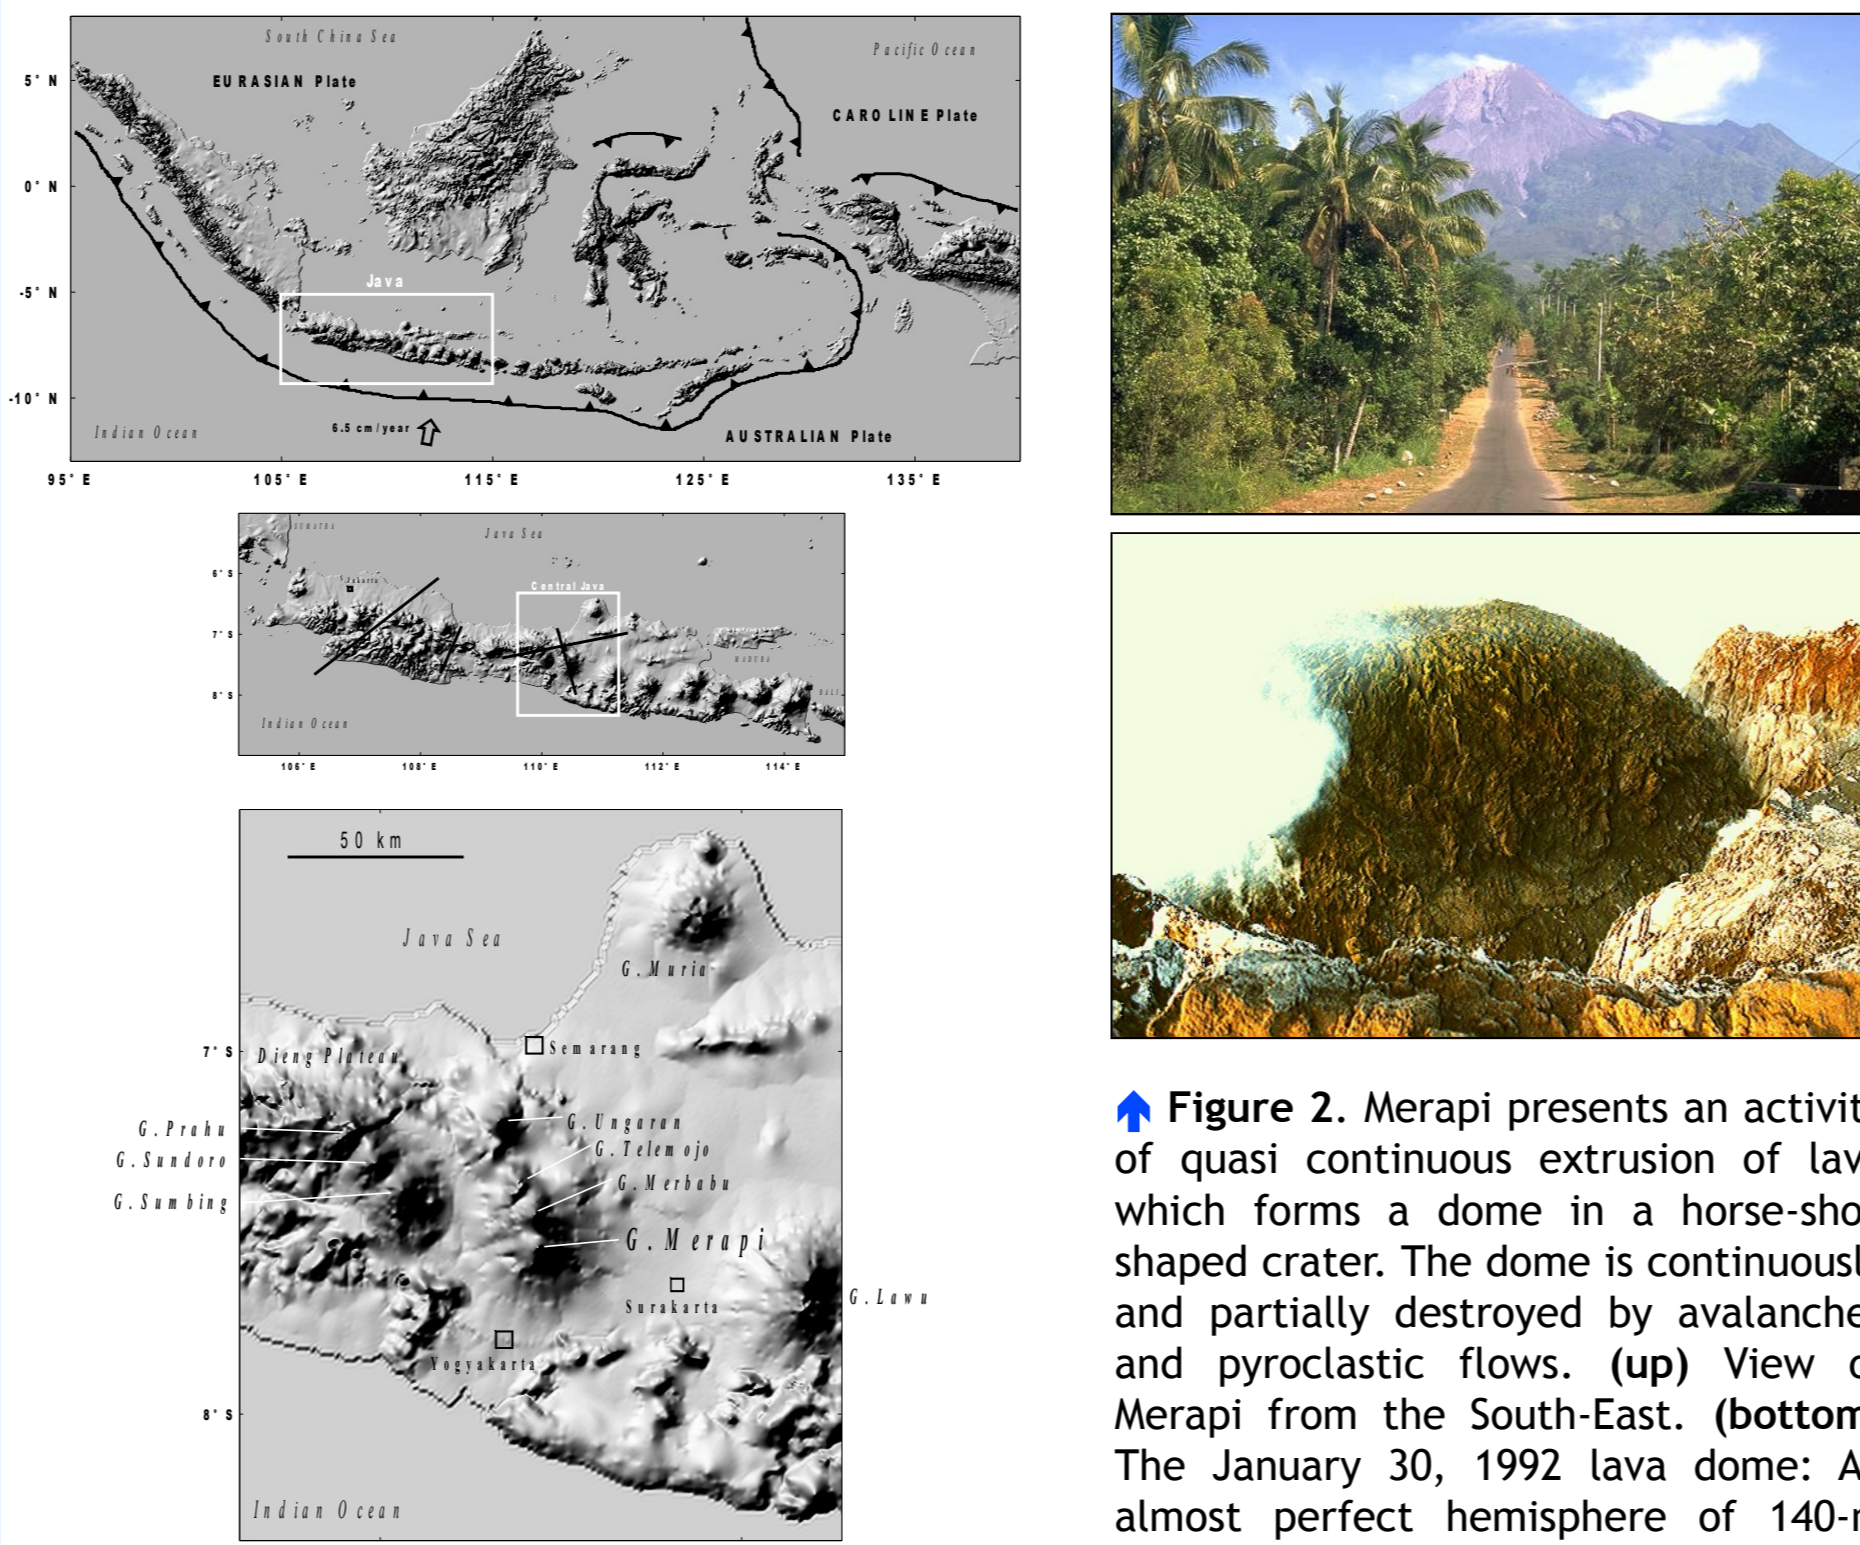 South China Sea
Pacific Ocean
EURASIAN Plate
CAROLINE Plate
5° N
0° N
-5° N
-10° N
Java
6.5 cm/year
Indian Ocean
AUSTRALIAN Plate
95° E
105° E
115° E
125° E
135° E
SUMATRA
Java Sea
Jakarta
Central Java
6° S
7° S
8° S
MADURA
BALI
Indian Ocean
106° E
108° E
110° E
112° E
114° E
50 km
Java Sea
G.Muria
7° S
Semarang
Dieng Plateau
G.Prahu
G.Ungaran
G.Sundoro
G.Telemojo
G.Sumbing
G.Merbabu
G.Merapi
Surakarta
G.Lawu
Yogyakarta
8° S
Indian Ocean
Figure 2. Merapi presents an activit
of quasi continuous extrusion of lav
which forms a dome in a horse-sho
shaped crater. The dome is continuousl
and partially destroyed by avalanche
and pyroclastic flows. (up) View o
Merapi from the South-East. (bottom
The January 30, 1992 lava dome: A
almost perfect hemisphere of 140-m